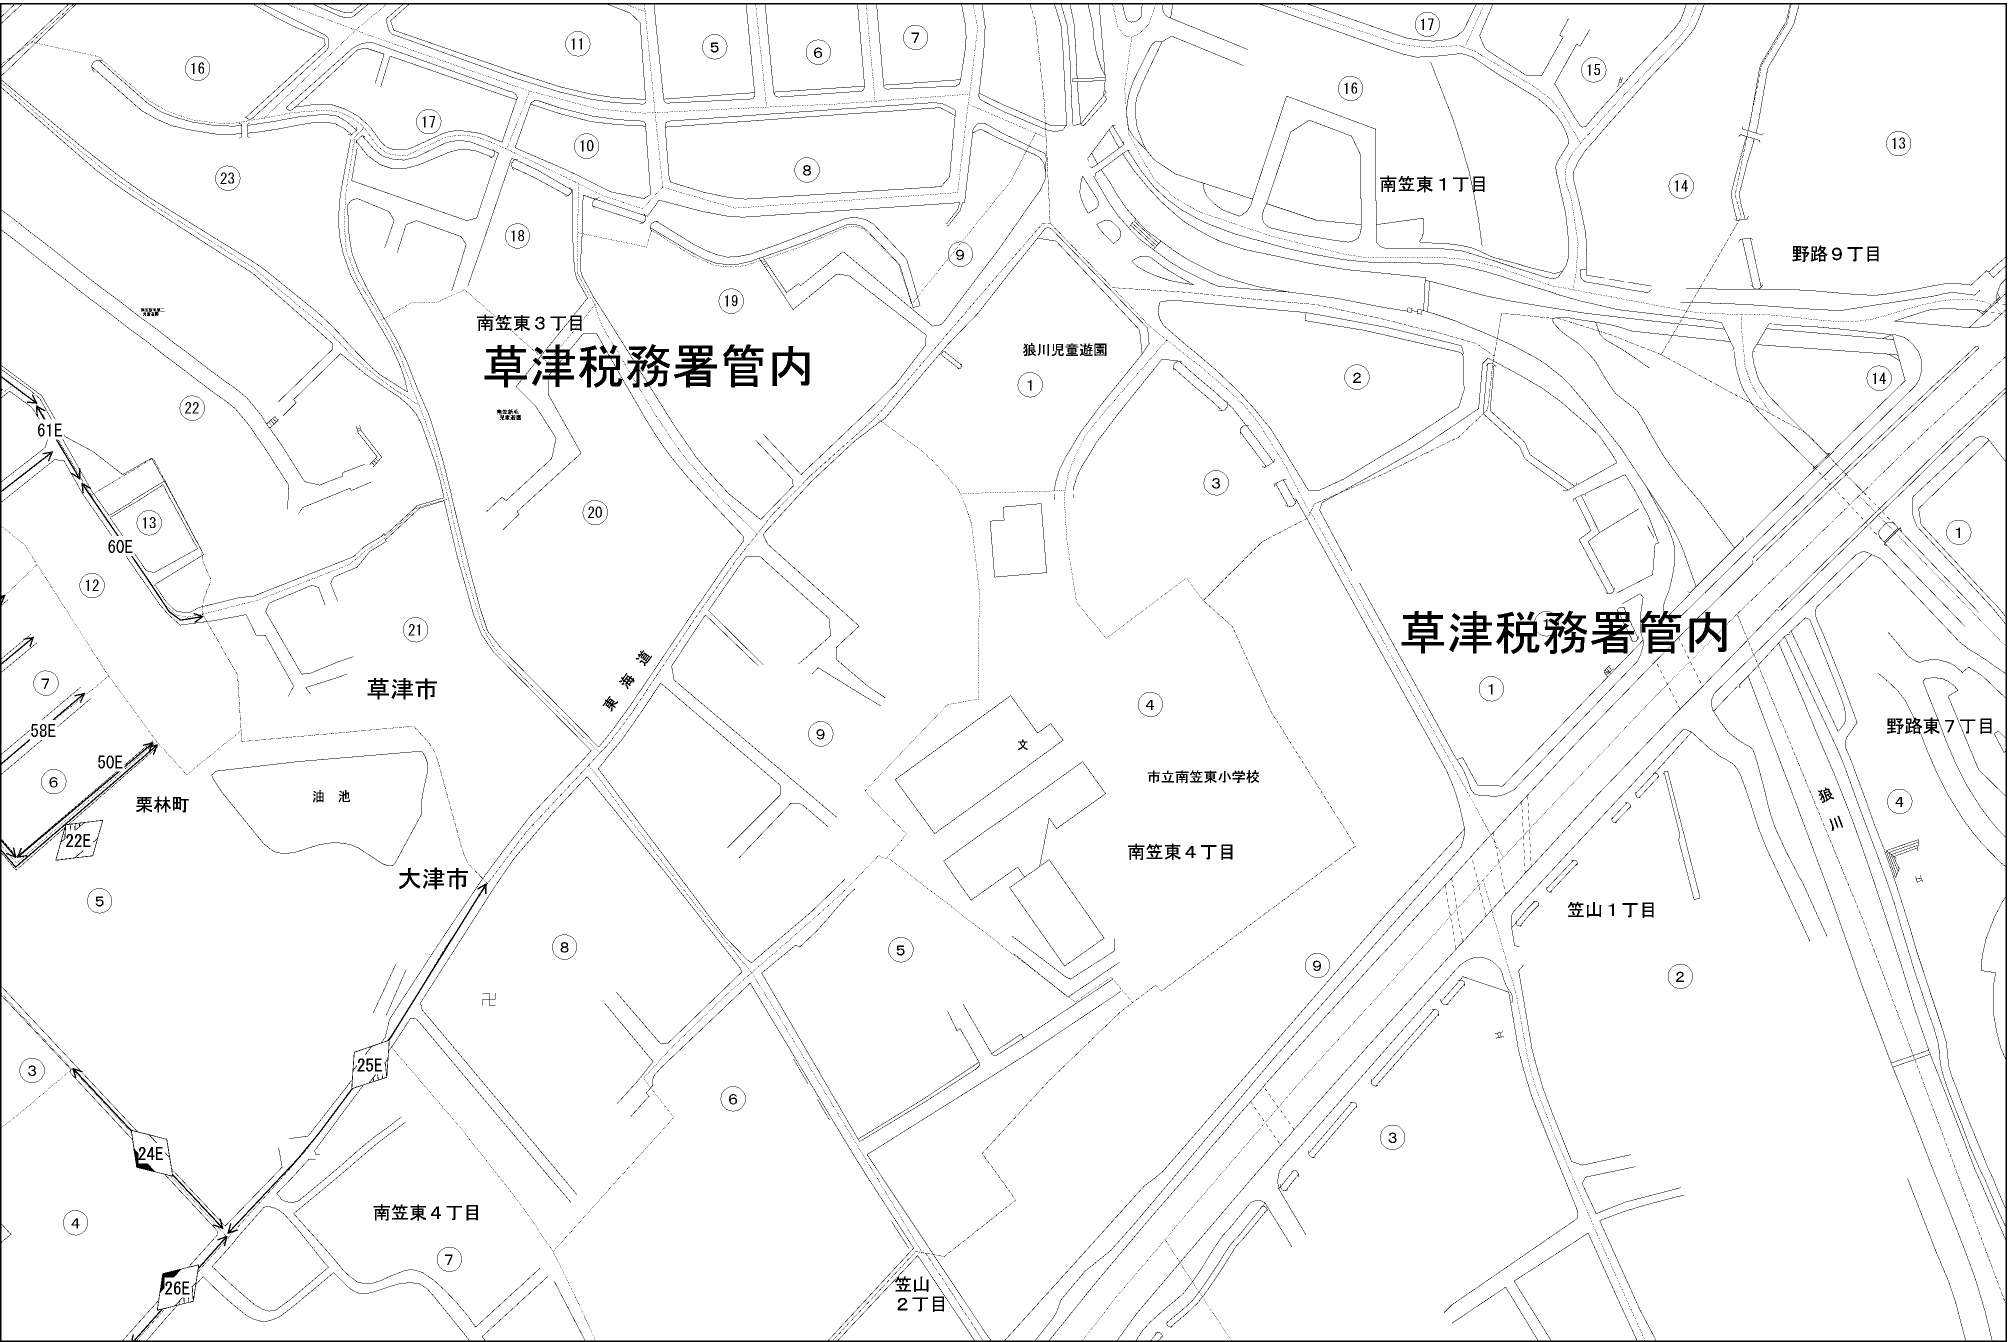 ⑪
⑤
⑥
⑦
⑰
⑯
⑮
⑯
⑰
⑩
⑧
⑬
㉓
南笠東１丁目
⑭
⑱
⑨
野路９丁目
⑲
南笠東３丁目
狼川児童遊園
草津税務署管内
①
②
⑭
㉒
61E
③
⑳
⑬
60E
①
⑫
㉑
草津税務署管内
東海道
⑦
草津市
①
④
58E
⑨
文
野路東７丁目
50E
⑥
市立南笠東小学校
栗林町
油池
狼川
④
22E
南笠東４丁目
大津市
⑤
笠山１丁目
⑧
⑤
⑨
②
卍
25E
③
⑥
③
24E
南笠東４丁目
④
⑦
26E
笠山
２丁目